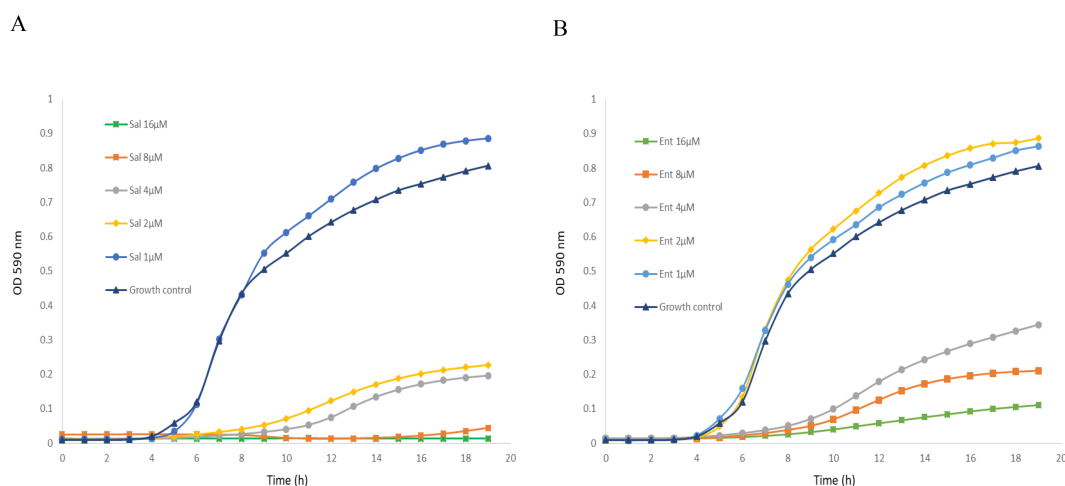 A
B
1
0.9
0.8
0.7
0.6
0.5
0.4
0.3
0.2
0.1
0
OD 590 nm
Sal 16µM
Sal 8µM
Sal 4µM
Sal 2µM
Sal 1µM
Growth control
0 2 4 6 8 10 12 14 16 18 20
Time (h)
1
0.9
0.8
0.7
0.6
0.5
0.4
0.3
0.2
0.1
0
OD 590 nm
Ent 16µM
Ent 8µM
Ent 4µM
Ent 2µM
Ent 1µM
Growth control
0 2 4 6 8 10 12 14 16 18 20
Time (h)